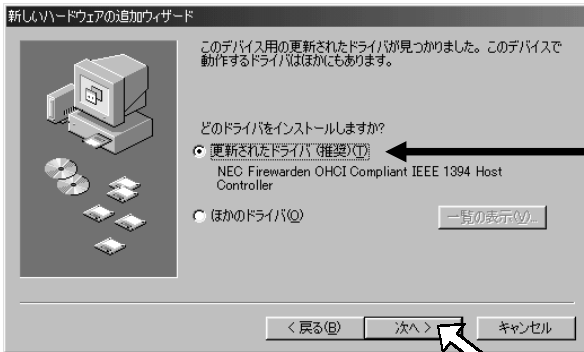 新しいハードウェアの追加ウィザード
このデバイス用の更新されたドライバが見つかりました。このデバイスで
動作するドライバはほかにもあります。
どのドライバをインストールしますか?
更新されたドライバ (推奨)(T)
NEC Firewarden OHCI Compliant IEEE 1394 Host
Controller
ほかのドライバ(O)
一覧の表示(V)...
< 戻る(B)
次へ >
キャンセル